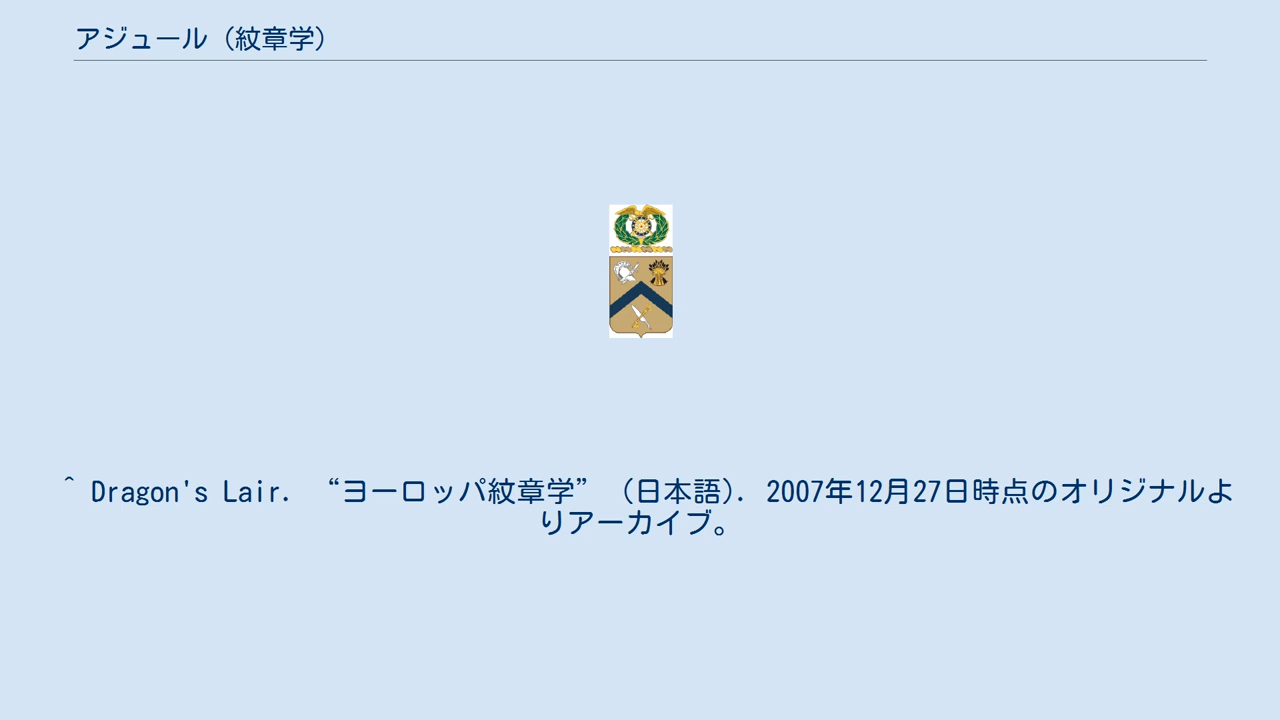 アジュール（紋章学）
^ Dragon's Lair. “ヨーロッパ紋章学” （日本語）. 2007年12月27日時点のオリジナルよ
りアーカイブ。